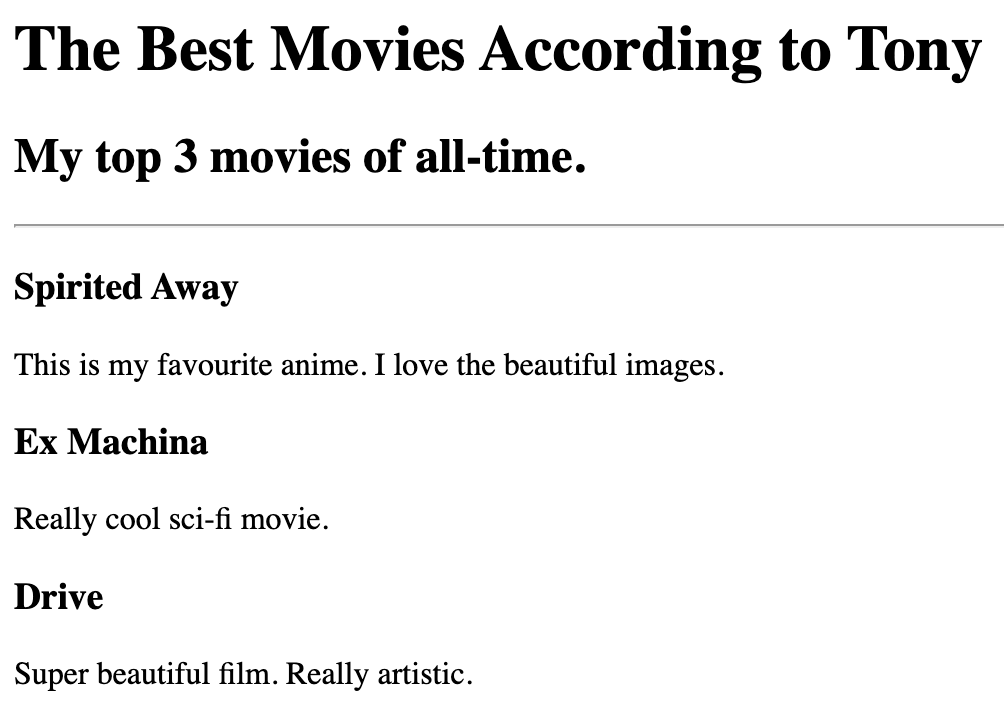 The Best Movies According to Tony
My top 3 movies of all-time.
Spirited Away
This is my favourite anime. I love the beautiful images.
Ex Machina
Really cool sci-fi movie.
Drive
Super beautiful film. Really artistic.